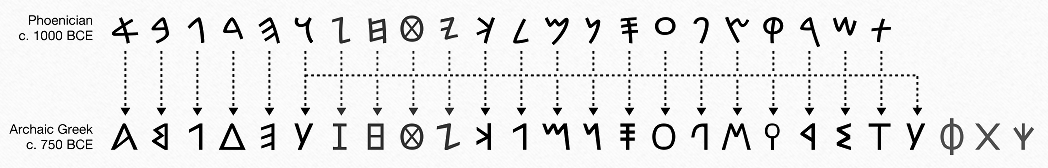 Phoenician
c. 1000 BCE
𐤀 𐤁 𐤂 𐤃 𐤄 𐤅 𐤆 𐤇 𐤈 𐤉 𐤊 𐤋 𐤌 𐤍 𐤎 𐤏 𐤐 𐤑 𐤒 𐤓 𐤔 𐤕
Archaic Greek
c. 750 BCE
Α Β Γ Δ Ε Ϝ Ζ Η Θ Ι Κ Λ Μ Ν Ξ Ο Π Ϻ Ϙ Ρ Σ Τ Υ Φ Χ Ψ